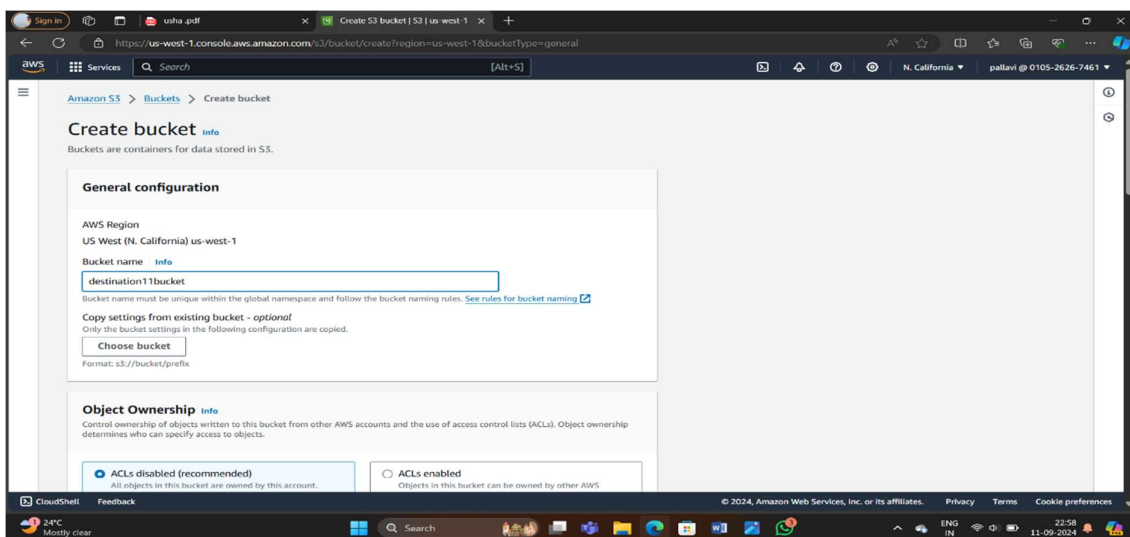 Sign in
usha .pdf
Create S3 bucket | S3 | us-west-1
https://us-west-1.console.aws.amazon.com/s3/bucket/create?region=us-west-1&bucketType=general
aws
Services
Search
[Alt+S]
N. California
pallavi @ 0105-2626-7461
Amazon S3 > Buckets > Create bucket
Create bucket Info
Buckets are containers for data stored in S3.
General configuration
AWS Region
US West (N. California) us-west-1
Bucket name Info
destination11bucket
Bucket name must be unique within the global namespace and follow the bucket naming rules. See rules for bucket naming
Copy settings from existing bucket - optional
Only the bucket settings in the following configuration are copied.
Choose bucket
Format: s3://bucket/prefix
Object Ownership Info
Control ownership of objects written to this bucket from other AWS accounts and the use of access control lists (ACLs). Object ownership
determines who can specify access to objects.
ACLs disabled (recommended)
All objects in this bucket are owned by this account.
ACLs enabled
Objects in this bucket can be owned by other AWS
CloudShell Feedback
© 2024, Amazon Web Services, Inc. or its affiliates. Privacy Terms Cookie preferences
24°C
Mostly clear
Search
ENG
IN
22:58
11-09-2024